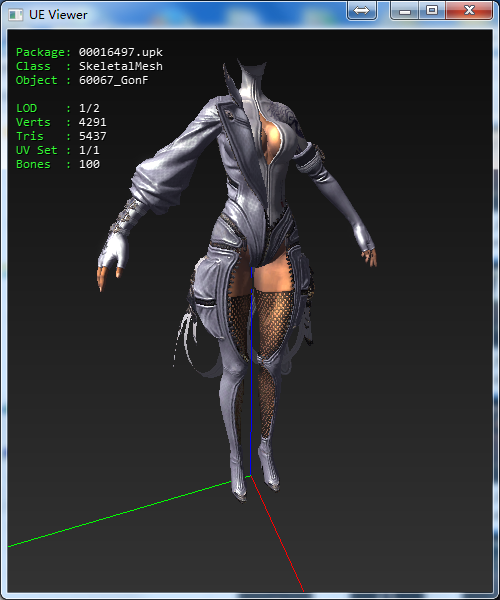 UE Viewer
Package: 00016497.upk
Class : SkeletalMesh
Object : 60067_GonF
LOD : 1/2
Verts : 4291
Tris : 5437
UV Set : 1/1
Bones : 100